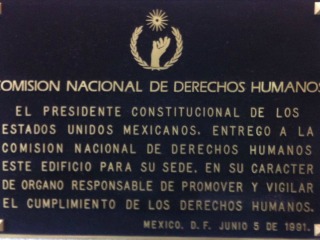 COMISION NACIONAL DE DERECHOS HUMANOS
EL PRESIDENTE CONSTITUCIONAL DE LOS
ESTADOS UNIDOS MEXICANOS, ENTREGO A LA
COMISION NACIONAL DE DERECHOS HUMANOS
ESTE EDIFICIO PARA SU SEDE, EN SU CARACTER
DE ORGANO RESPONSABLE DE PROMOVER Y VIGILAR
EL CUMPLIMIENTO DE LOS DERECHOS HUMANOS.
MEXICO, D. F. JUNIO 5 DE 1991.